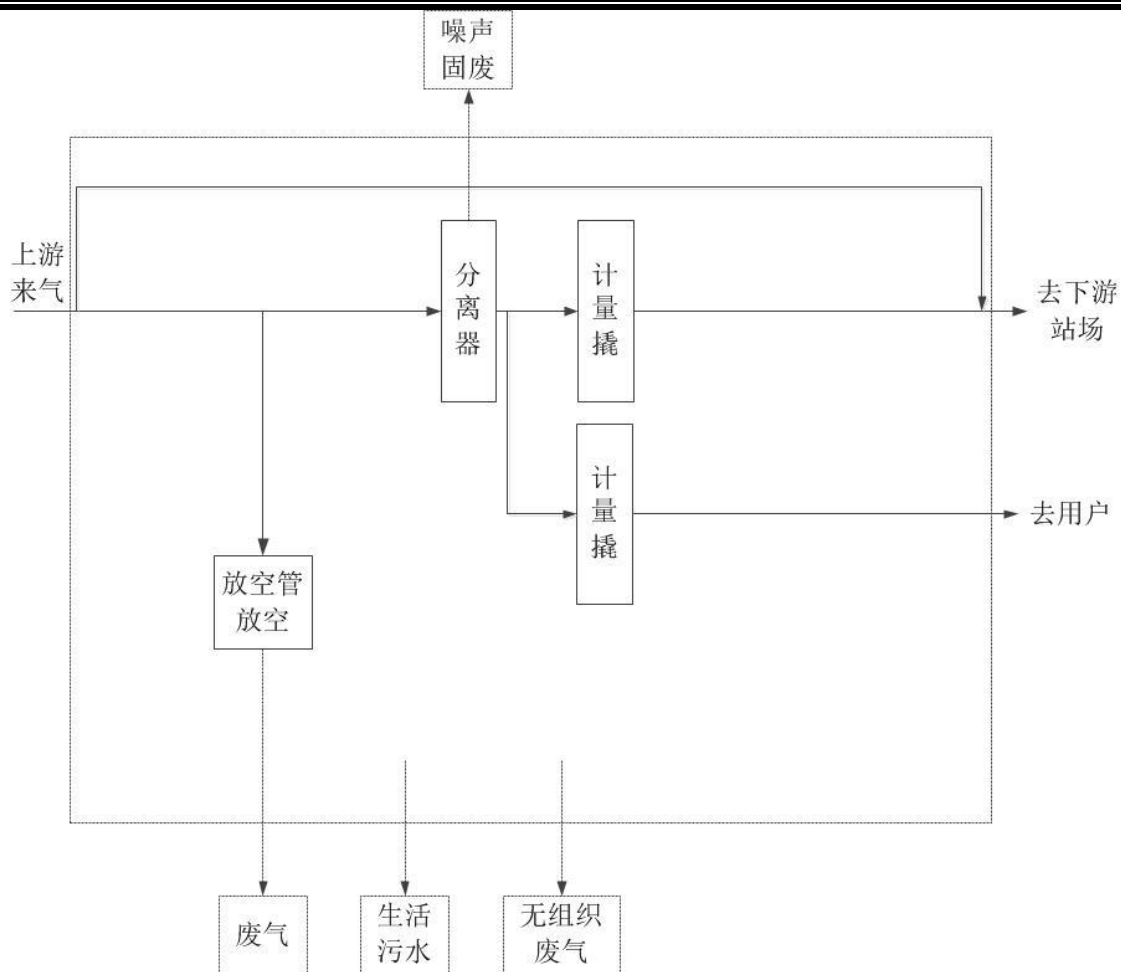 噪声
固废
上游
来气
分
离
器
计
量
撬
去下游
站场
计
量
撬
去用户
放空管
放空
废气
生活
污水
无组织
废气